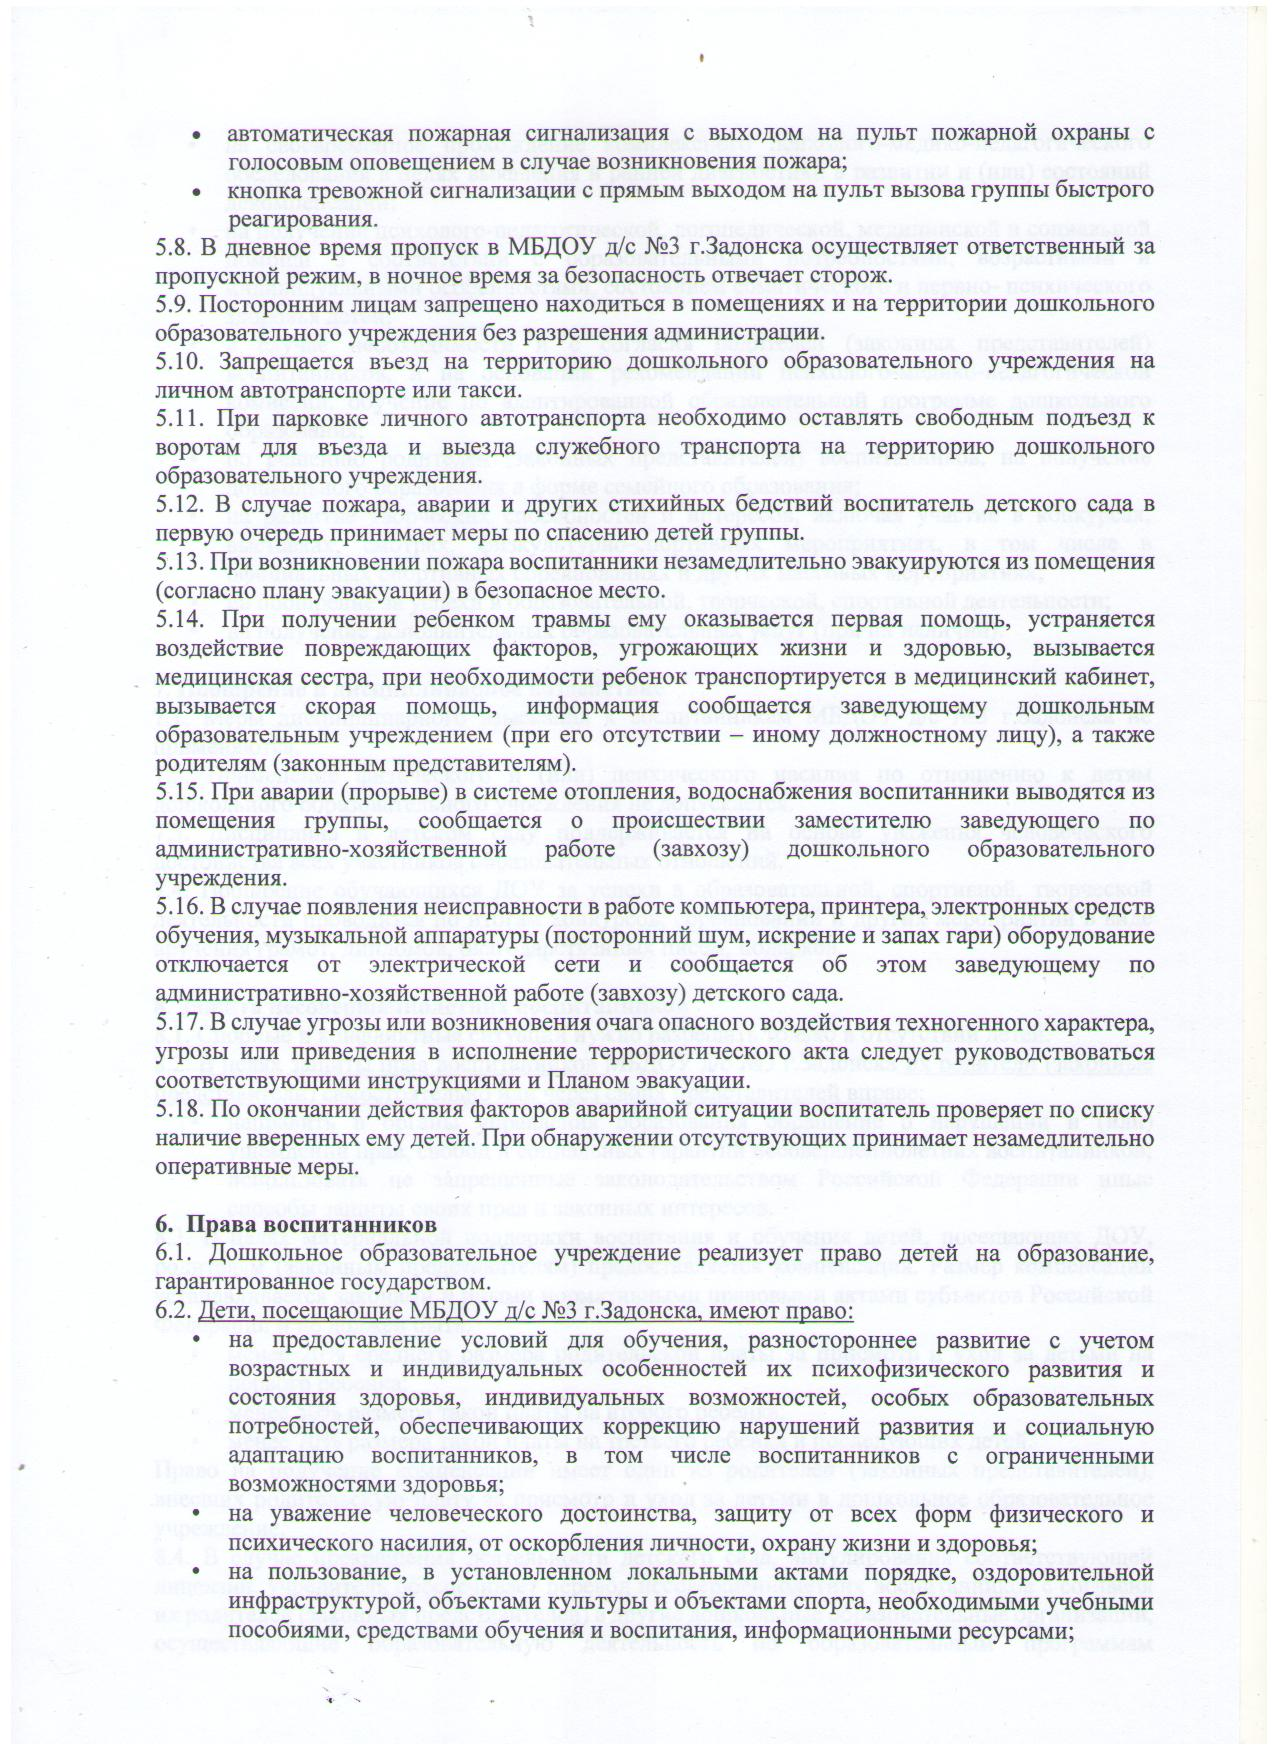 • автоматическая пожарная сигнализация с выходом на пульт пожарной охраны с
голосовым оповещением в случае возникновения пожара;
• кнопка тревожной сигнализации с прямым выходом на пульт вызова группы быстрого
реагирования.
5.8. В дневное время пропуск в МБДОУ д/с №3 г.Задонска осуществляет ответственный за
пропускной режим, в ночное время за безопасность отвечает сторож.
5.9. Посторонним лицам запрещено находиться в помещениях и на территории дошкольного
образовательного учреждения без разрешения администрации.
5.10. Запрещается въезд на территорию дошкольного образовательного учреждения на
личном автотранспорте или такси.
5.11. При парковке личного автотранспорта необходимо оставлять свободным подъезд к
воротам для въезда и выезда служебного транспорта на территорию дошкольного
образовательного учреждения.
5.12. В случае пожара, аварии и других стихийных бедствий воспитатель детского сада в
первую очередь принимает меры по спасению детей группы.
5.13. При возникновении пожара воспитанники незамедлительно эвакуируются из помещения
(согласно плану эвакуации) в безопасное место.
5.14. При получении ребенком травмы ему оказывается первая помощь, устраняется
воздействие повреждающих факторов, угрожающих жизни и здоровью, вызывается
медицинская сестра, при необходимости ребенок транспортируется в медицинский кабинет,
вызывается скорая помощь, информация сообщается заведующему дошкольным
образовательным учреждением (при его отсутствии – иному должностному лицу), а также
родителям (законным представителям).
5.15. При аварии (прорыве) в системе отопления, водоснабжения воспитанники выводятся из
помещения группы, сообщается о происшествии заместителю заведующего по
административно-хозяйственной работе (завхозу) дошкольного образовательного
учреждения.
5.16. В случае появления неисправности в работе компьютера, принтера, электронных средств
обучения, музыкальной аппаратуры (посторонний шум, искрение и запах гари) оборудование
отключается от электрической сети и сообщается об этом заведующему по
административно-хозяйственной работе (завхозу) детского сада.
5.17. В случае угрозы или возникновения очага опасного воздействия техногенного характера,
угрозы или приведения в исполнение террористического акта следует руководствоваться
соответствующими инструкциями и Планом эвакуации.
5.18. По окончании действия факторов аварийной ситуации воспитатель проверяет по списку
наличие вверенных ему детей. При обнаружении отсутствующих принимает незамедлительно
оперативные меры.
6. Права воспитанников
6.1. Дошкольное образовательное учреждение реализует право детей на образование,
гарантированное государством.
6.2. Дети, посещающие МБДОУ д/с №3 г.Задонска, имеют право:
• на предоставление условий для обучения, разностороннее развитие с учетом
возрастных и индивидуальных особенностей их психофизического развития и
состояния здоровья, индивидуальных возможностей, особых образовательных
потребностей, обеспечивающих коррекцию нарушений развития и социальную
адаптацию воспитанников, в том числе воспитанников с ограниченными
возможностями здоровья;
• на уважение человеческого достоинства, защиту от всех форм физического и
психического насилия, от оскорбления личности, охрану жизни и здоровья;
• на пользование, в установленном локальными актами порядке, оздоровительной
инфраструктурой, объектами культуры и объектами спорта, необходимыми учебными
пособиями, средствами обучения и воспитания, информационными ресурсами;